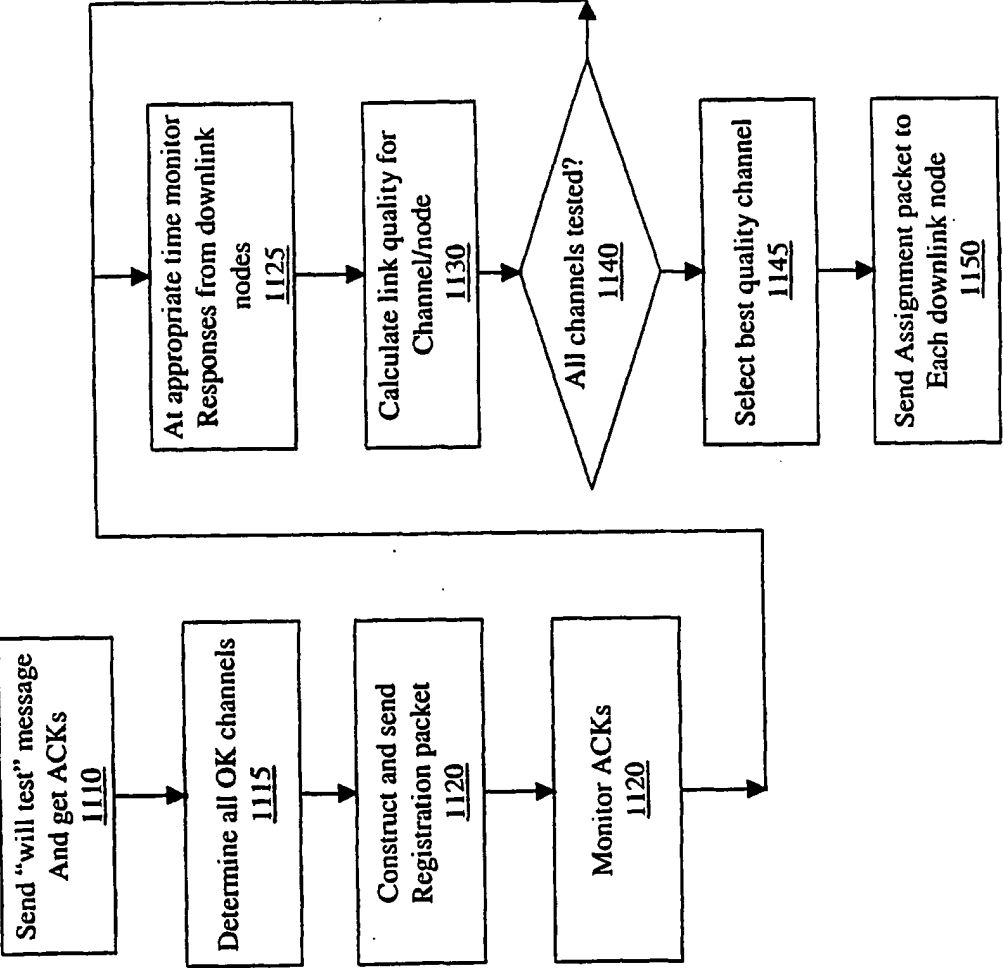 Send “will test” message
And get ACKs
1110
Determine all OK channels
1115
Construct and send
Registration packet
1120
Monitor ACKs
1120
At appropriate time monitor
Responses from downlink
nodes
1125
Calculate link quality for
Channel/node
1130
All channels tested?
1140
Select best quality channel
1145
Send Assignment packet to
Each downlink node
1150